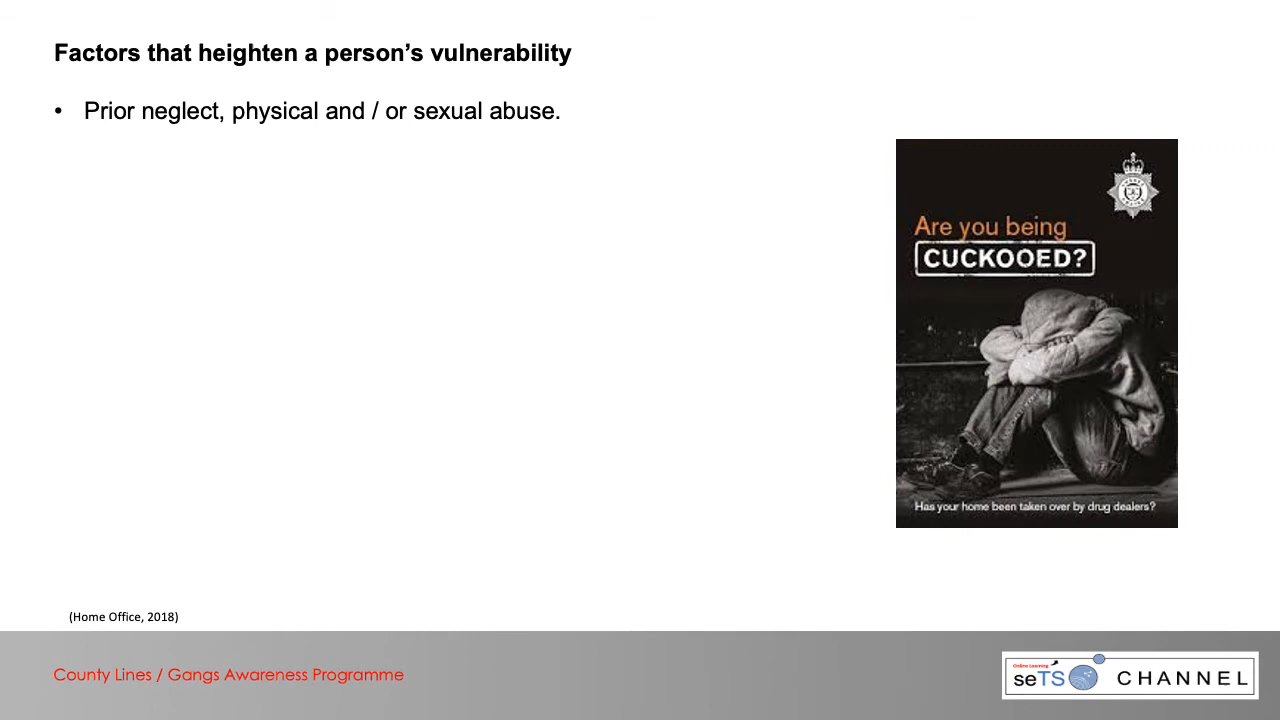 Factors that heighten a person’s vulnerability
• Prior neglect, physical and / or sexual abuse.
Are you being
CUCKOOED?
Has your home been taken over by drug dealers?
(Home Office, 2018)
County Lines / Gangs Awareness Programme
Online Learning
seTS CHANNEL